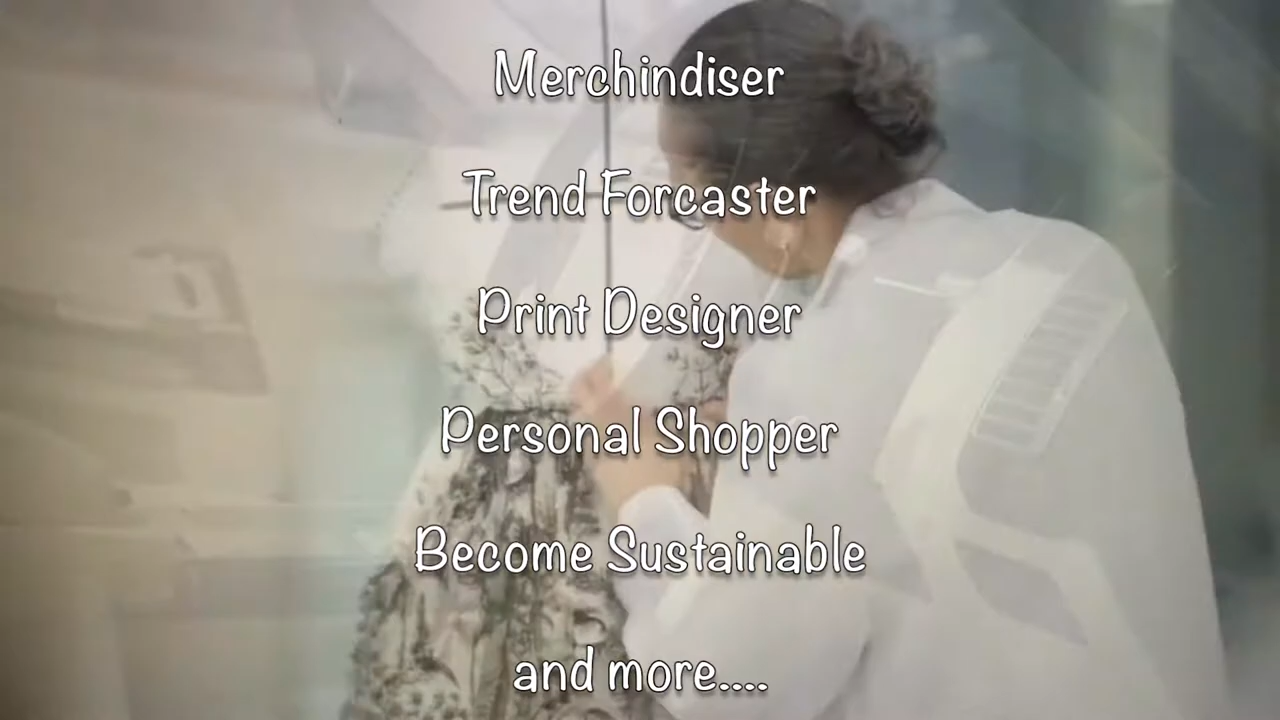 Merchindiser
Trend Forcaster
Print Designer
Personal Shopper
Become Sustainable
and more....